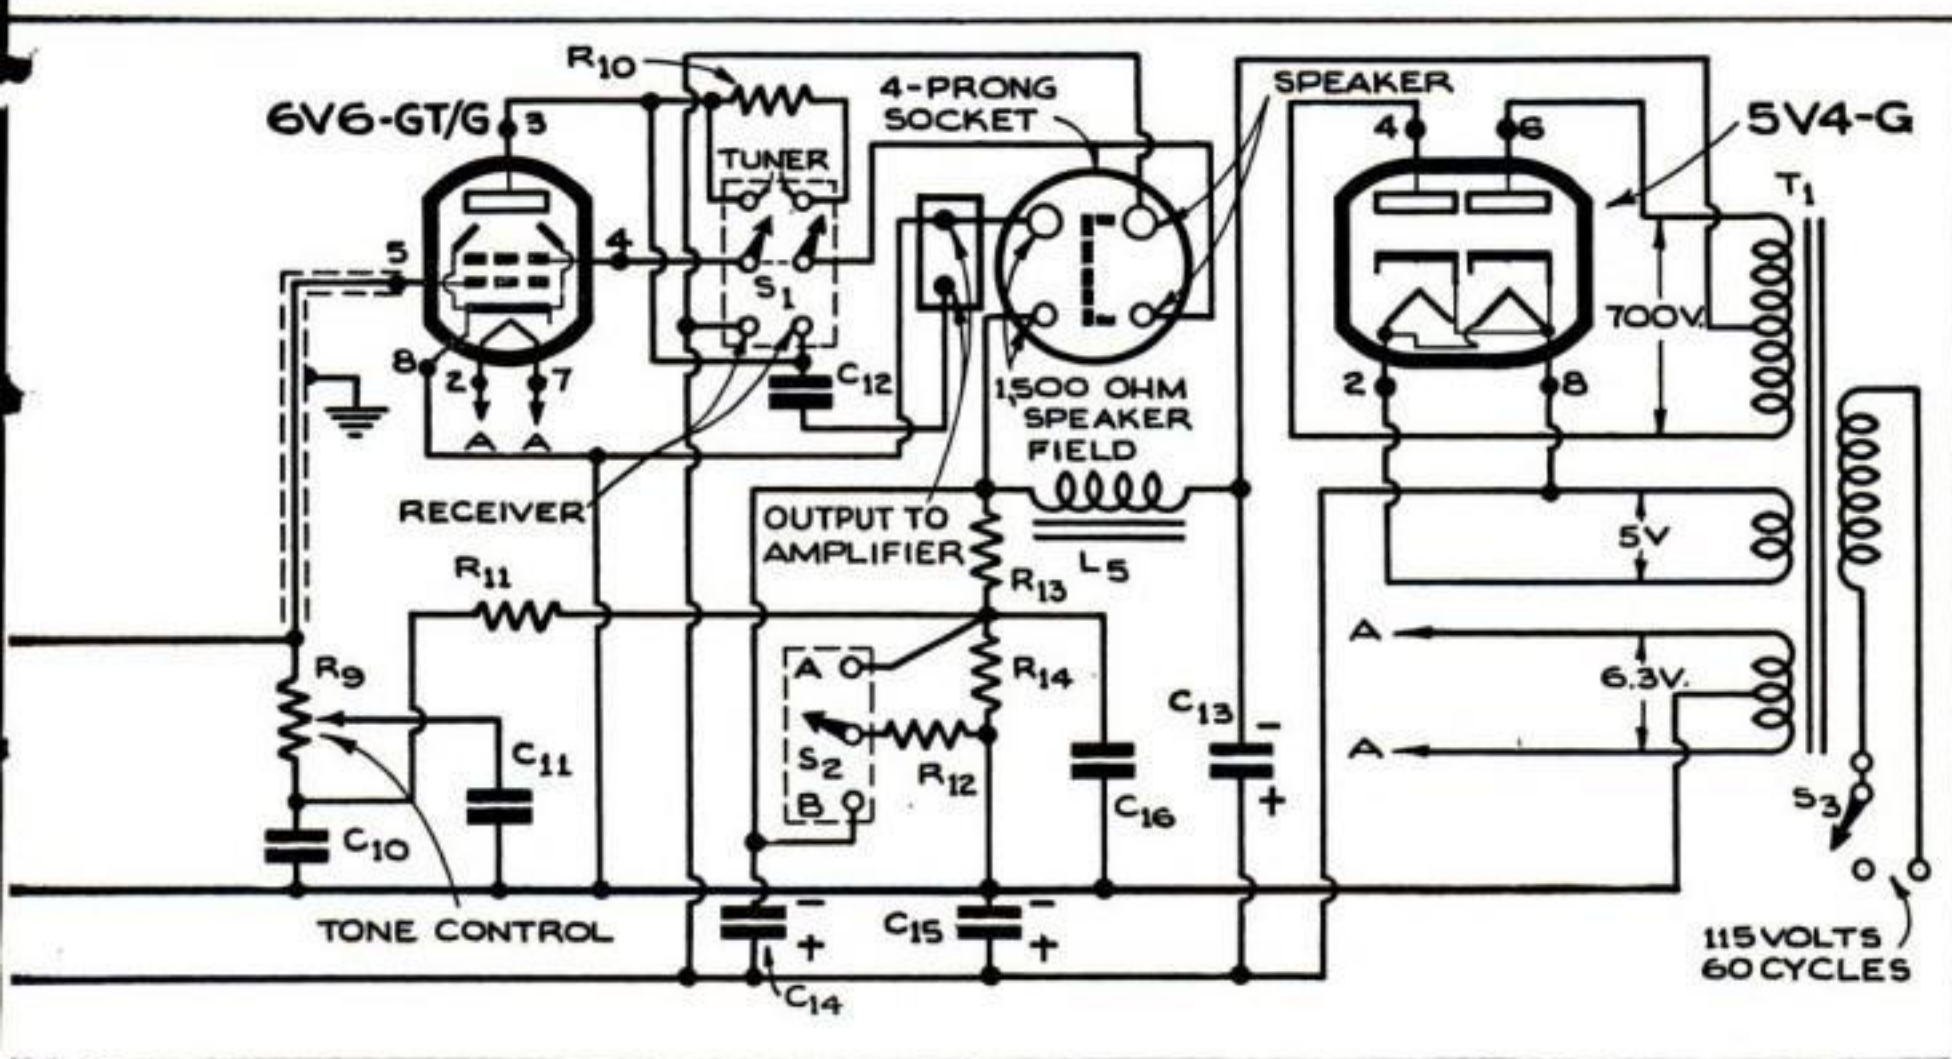 R10
6V6-GT/G
3
4-PRONG
SOCKET
SPEAKER
4
6
5V4-G
TUNER
T1
5
4
S1
700V.
8
2
7
A
A
C12
1,500 OHM
SPEAKER
FIELD
2
8
RECEIVER
OUTPUT TO
AMPLIFIER
L5
5V
R11
R13
A
R9
A
R14
6.3V.
C13
-
A
C11
S2
R12
B
+
C16
S3
C10
TONE CONTROL
-
+
C14
C15
-
+
115 VOLTS
60 CYCLES